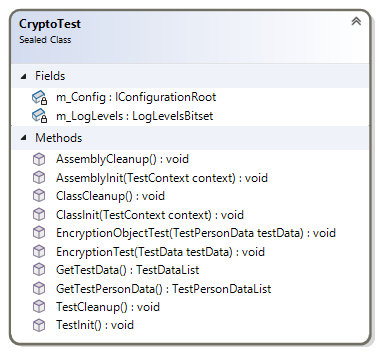 CryptoTest
Sealed Class
Fields
m_Config : IConfigurationRoot
m_LogLevels : LogLevelsBitset
Methods
AssemblyCleanup() : void
AssemblyInit(TestContext context) : void
ClassCleanup() : void
ClassInit(TestContext context) : void
EncryptionObjectTest(TestPersonData testData) : void
EncryptionTest(TestData testData) : void
GetTestData() : TestDataList
GetTestPersonData() : TestPersonDataList
TestCleanup() : void
TestInit() : void